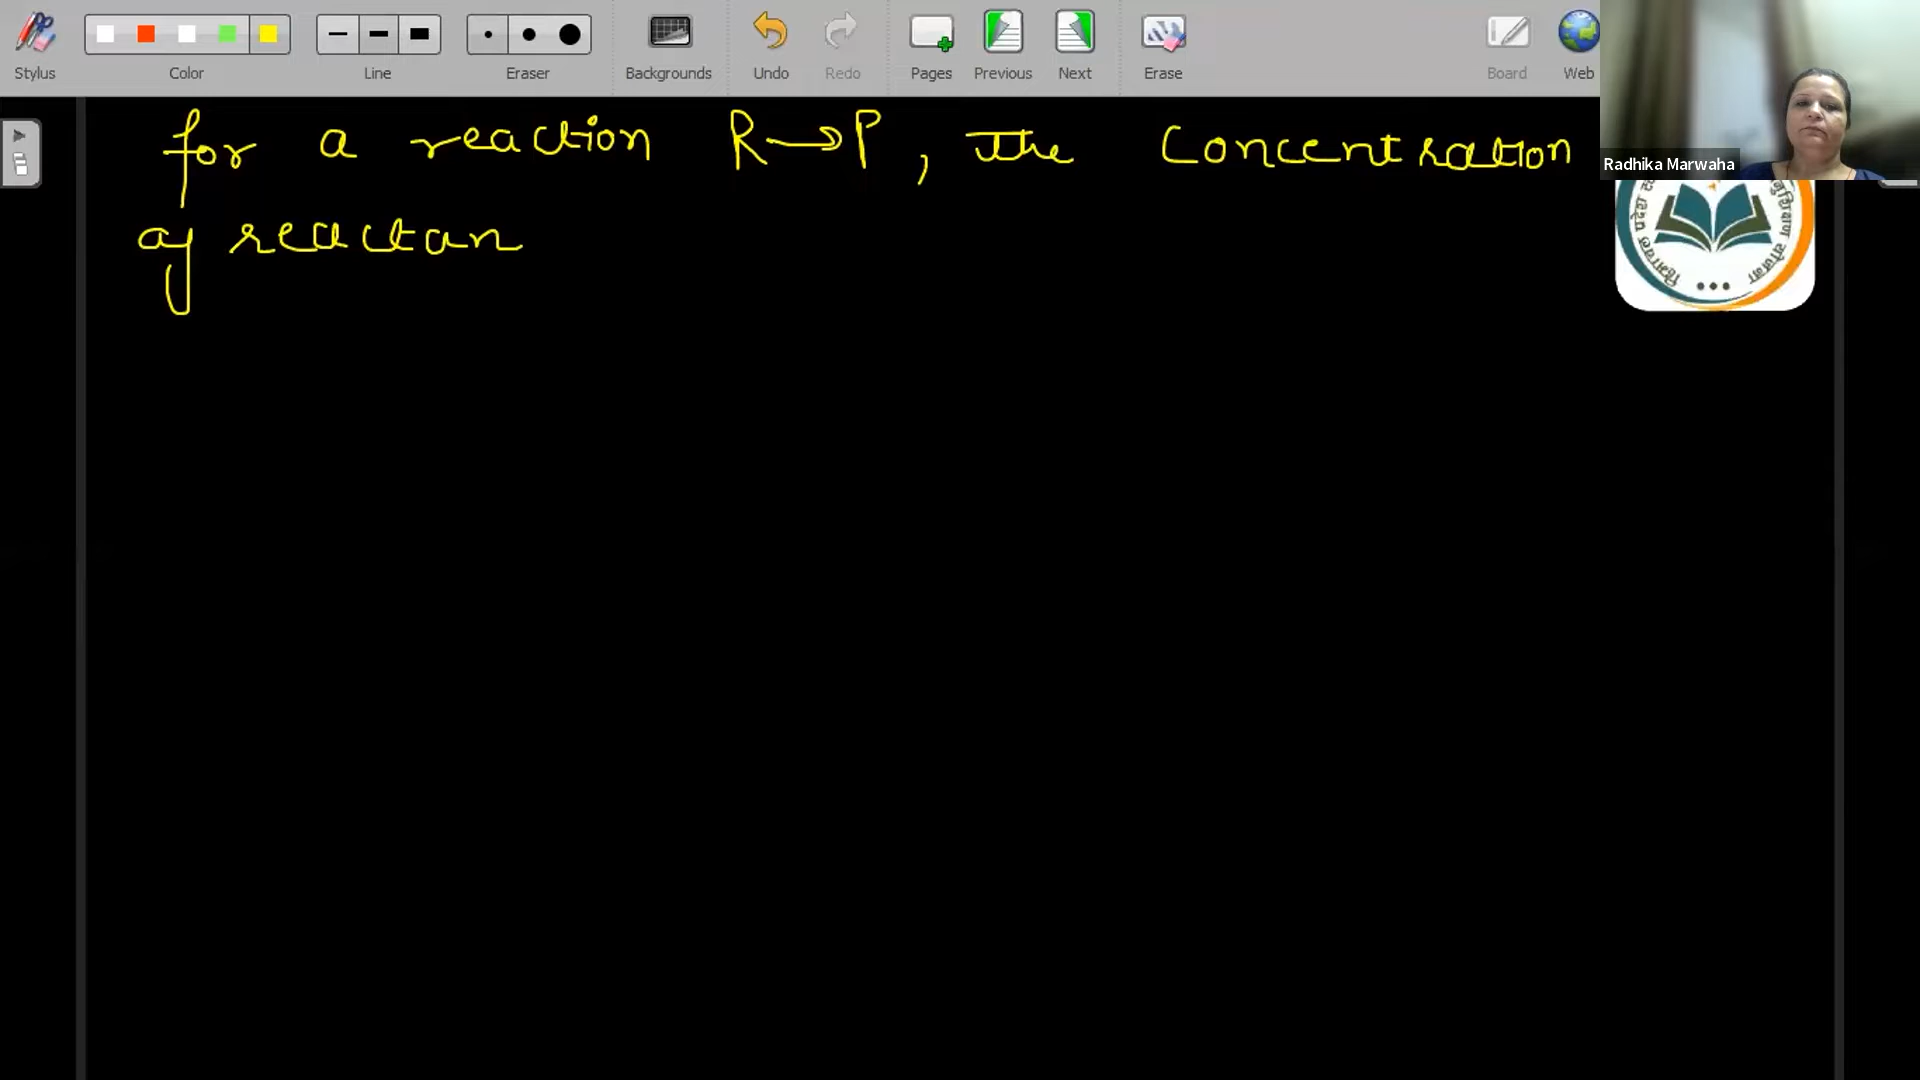 Stylus Color Line Eraser Backgrounds Undo Redo Pages Previous Next Erase Board Web
Radhika Marwaha
for a reaction R→P, the Concentration
of reactan